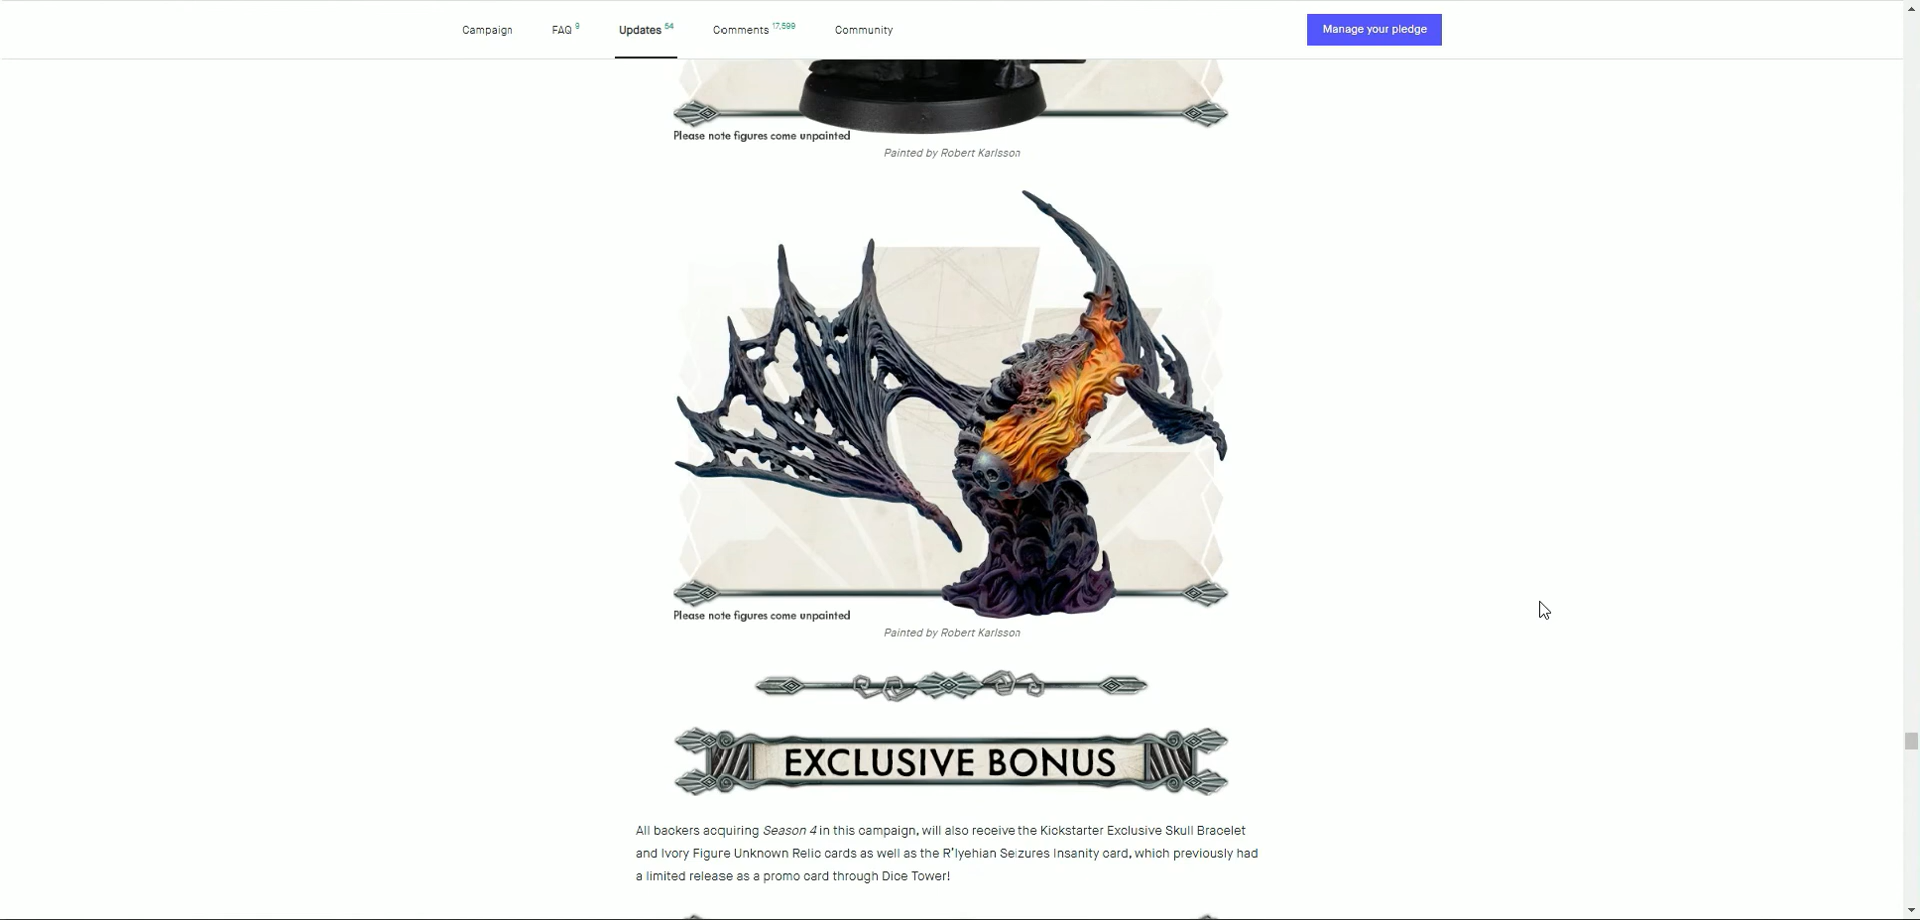 Campaign FAQ 9 Updates 54 Comments 17,599 Community Manage your pledge
Please note figures come unpainted
Painted by Robert Karlsson
Please note figures come unpainted
Painted by Robert Karlsson
EXCLUSIVE BONUS
All backers acquiring Season 4 in this campaign, will also receive the Kickstarter Exclusive Skull Bracelet
and Ivory Figure Unknown Relic cards as well as the R'lyehian Seizures Insanity card, which previously had
a limited release as a promo card through Dice Tower!